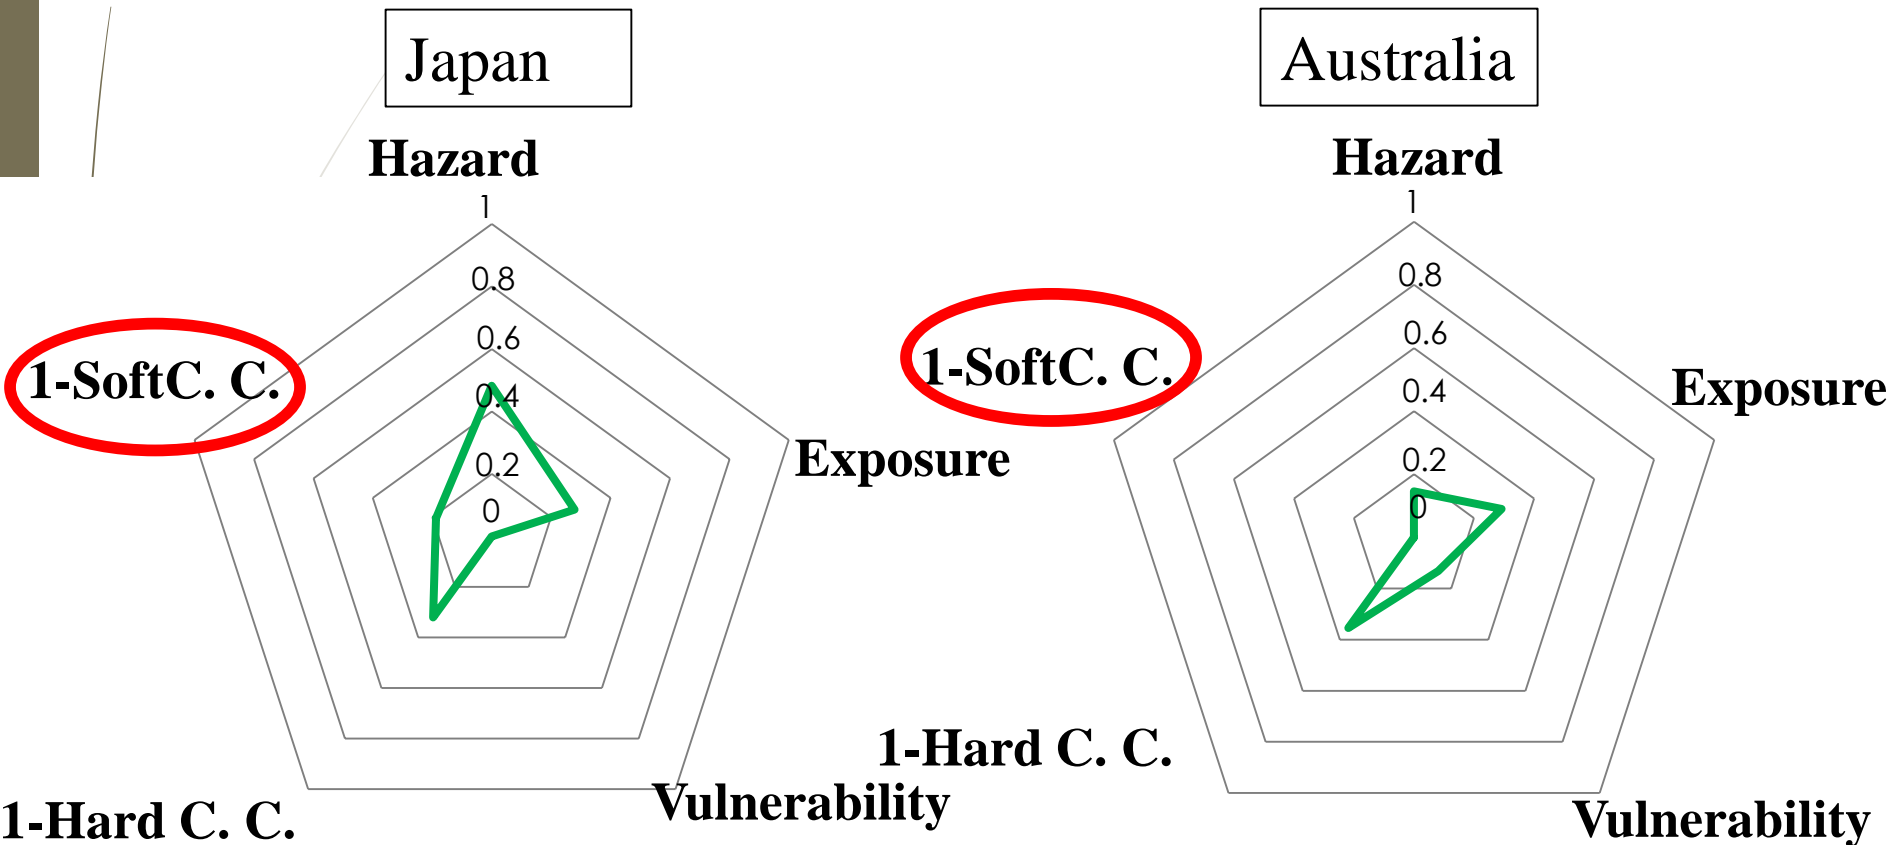 Japan
Hazard
1
0.8
0.6
0.4
0.2
0
1-SoftC. C.
Exposure
1-Hard C. C.
Vulnerability
Australia
Hazard
1
0.8
0.6
0.4
0.2
0
1-SoftC. C.
Exposure
1-Hard C. C.
Vulnerability